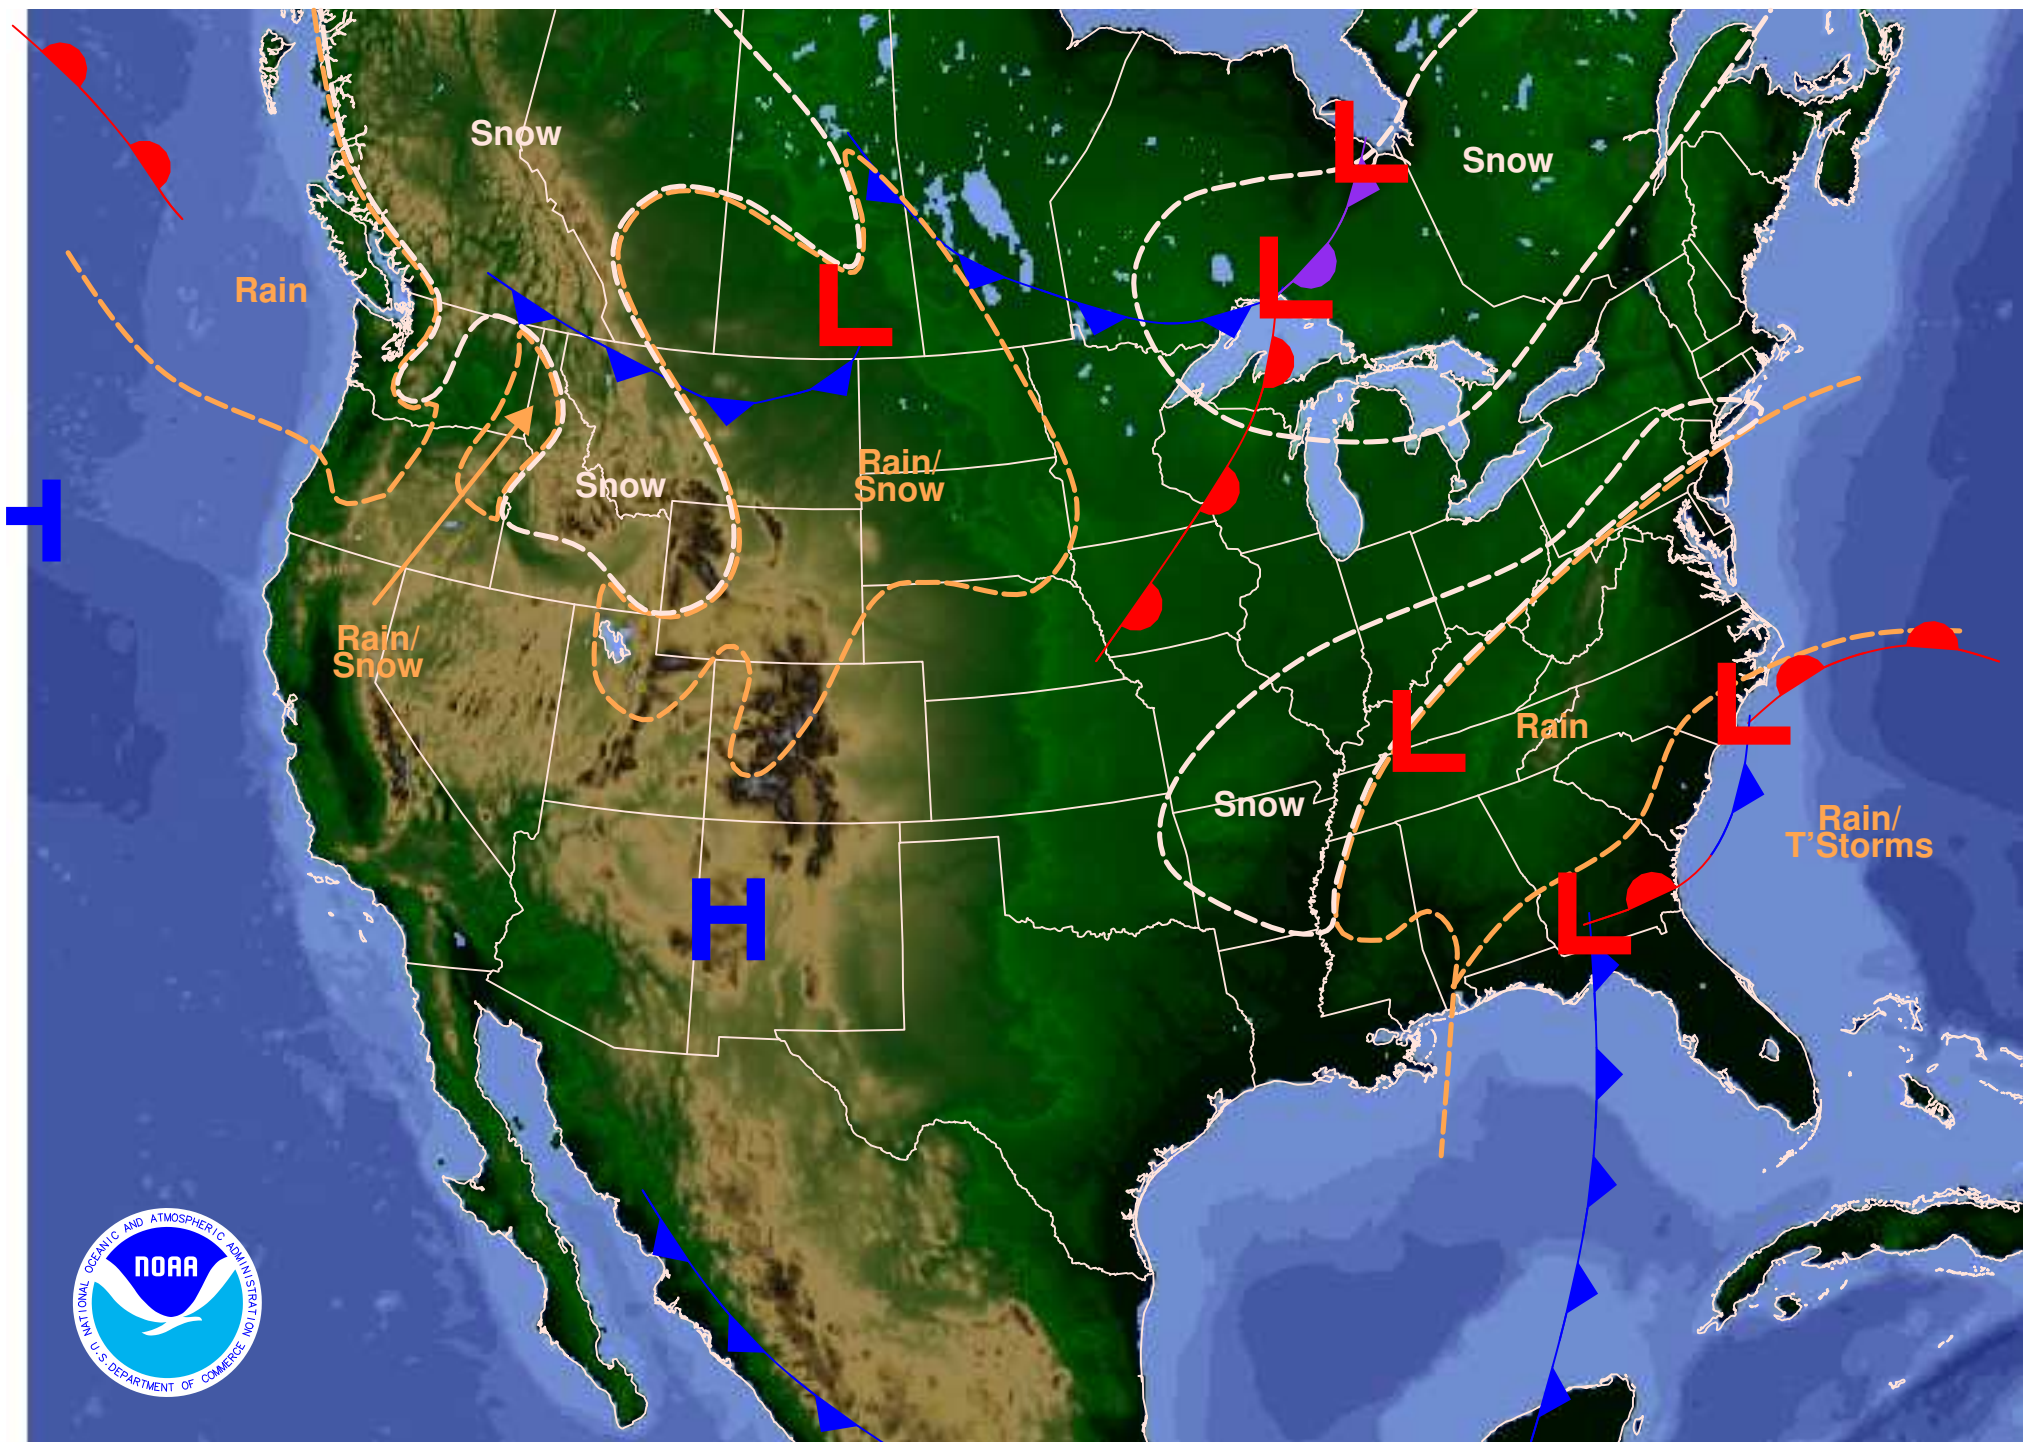 Snow
Snow
Rain
Rain/
Snow
Snow
Rain/
Snow
Rain
Snow
Rain/
T'Storms
L
L
L
L
L
L
H
H
NOAA
NATIONAL OCEANIC AND ATMOSPHERIC ADMINISTRATION
U.S. DEPARTMENT OF COMMERCE